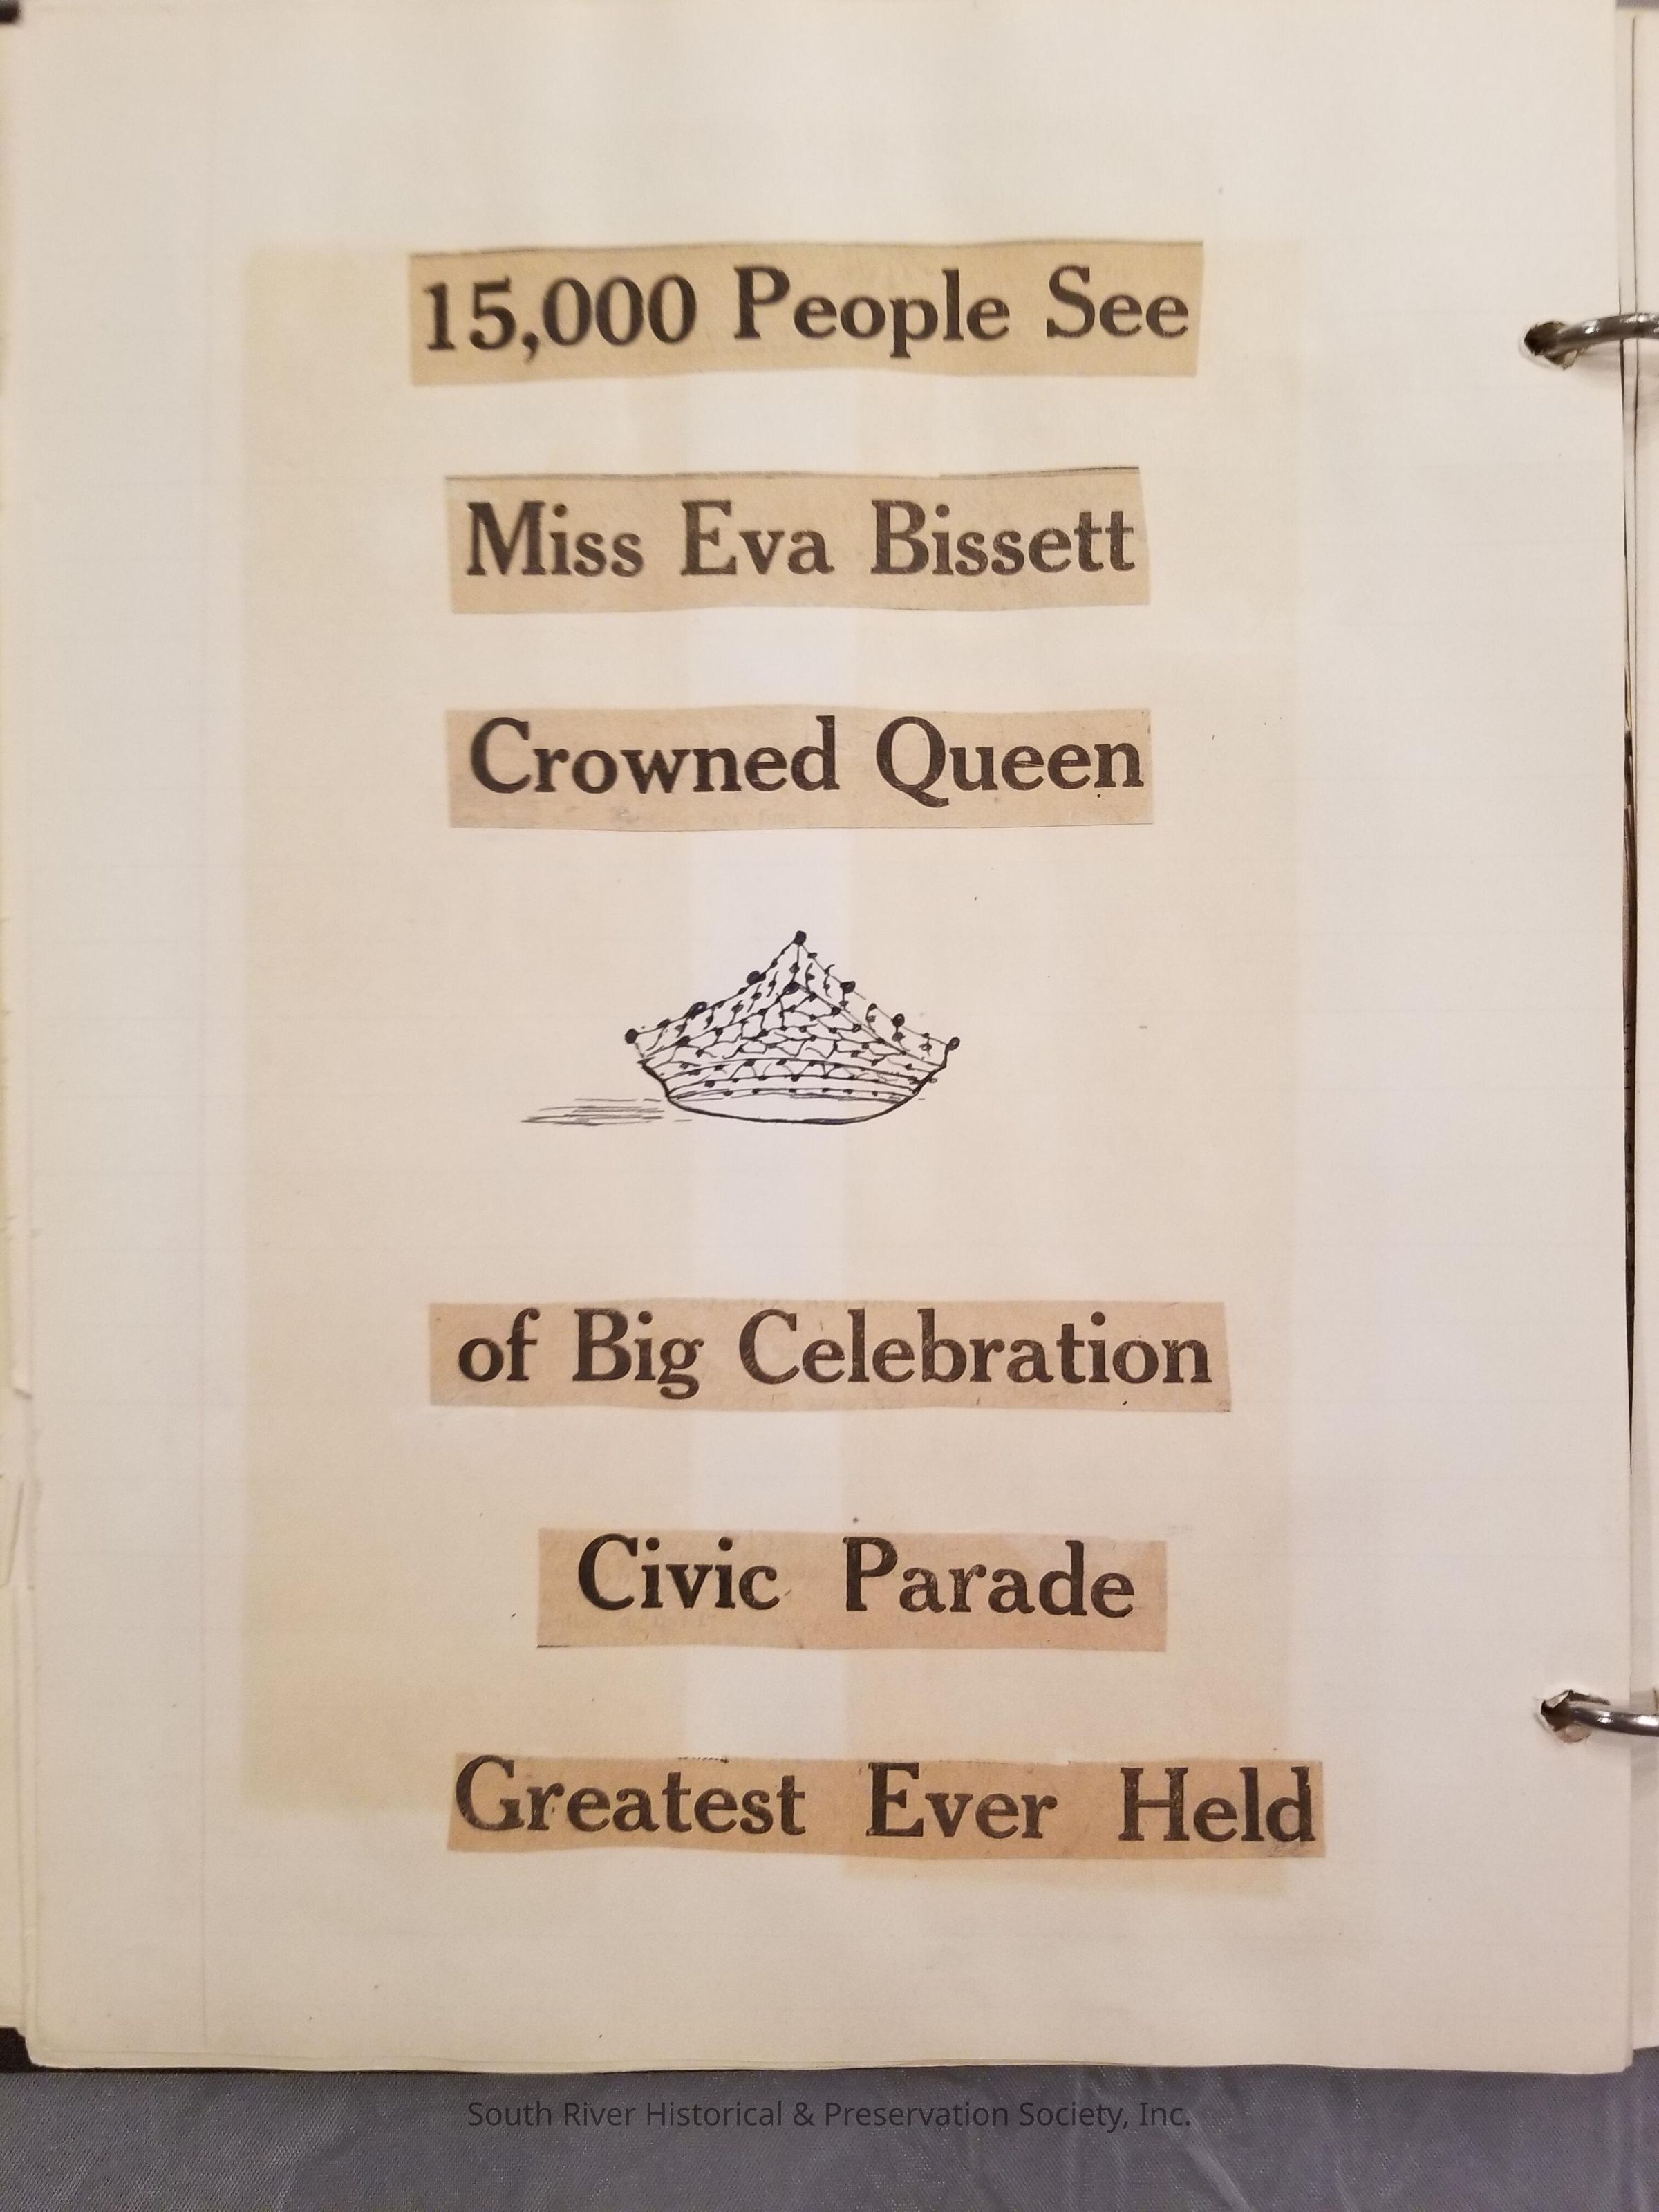 15,000 People See
Miss Eva Bissett
Crowned Queen
of Big Celebration
Civic Parade
Greatest Ever Held
South River Historical & Preservation Society, Inc.